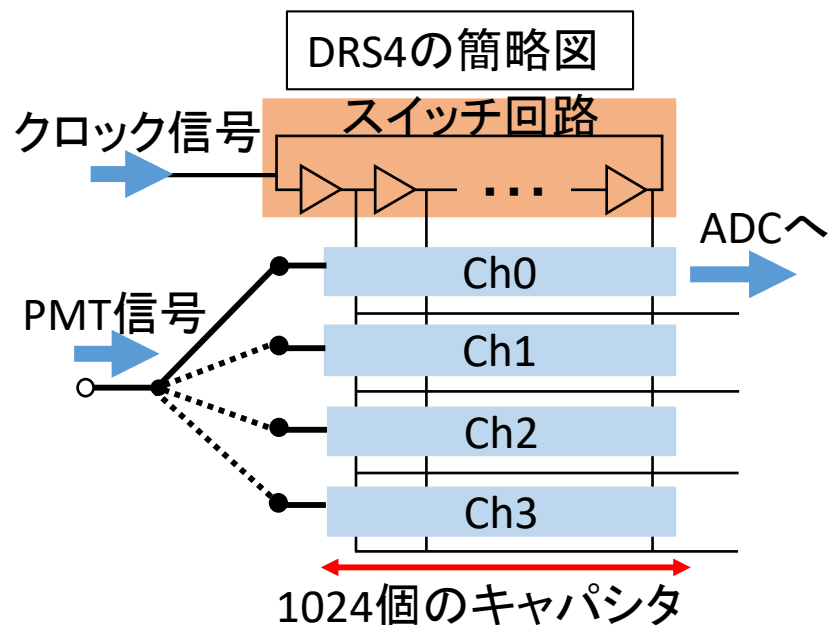 DRS4の簡略図
スイッチ回路
クロック信号
ADCへ
Ch0
PMT信号
Ch1
Ch2
Ch3
1024個のキャパシタ